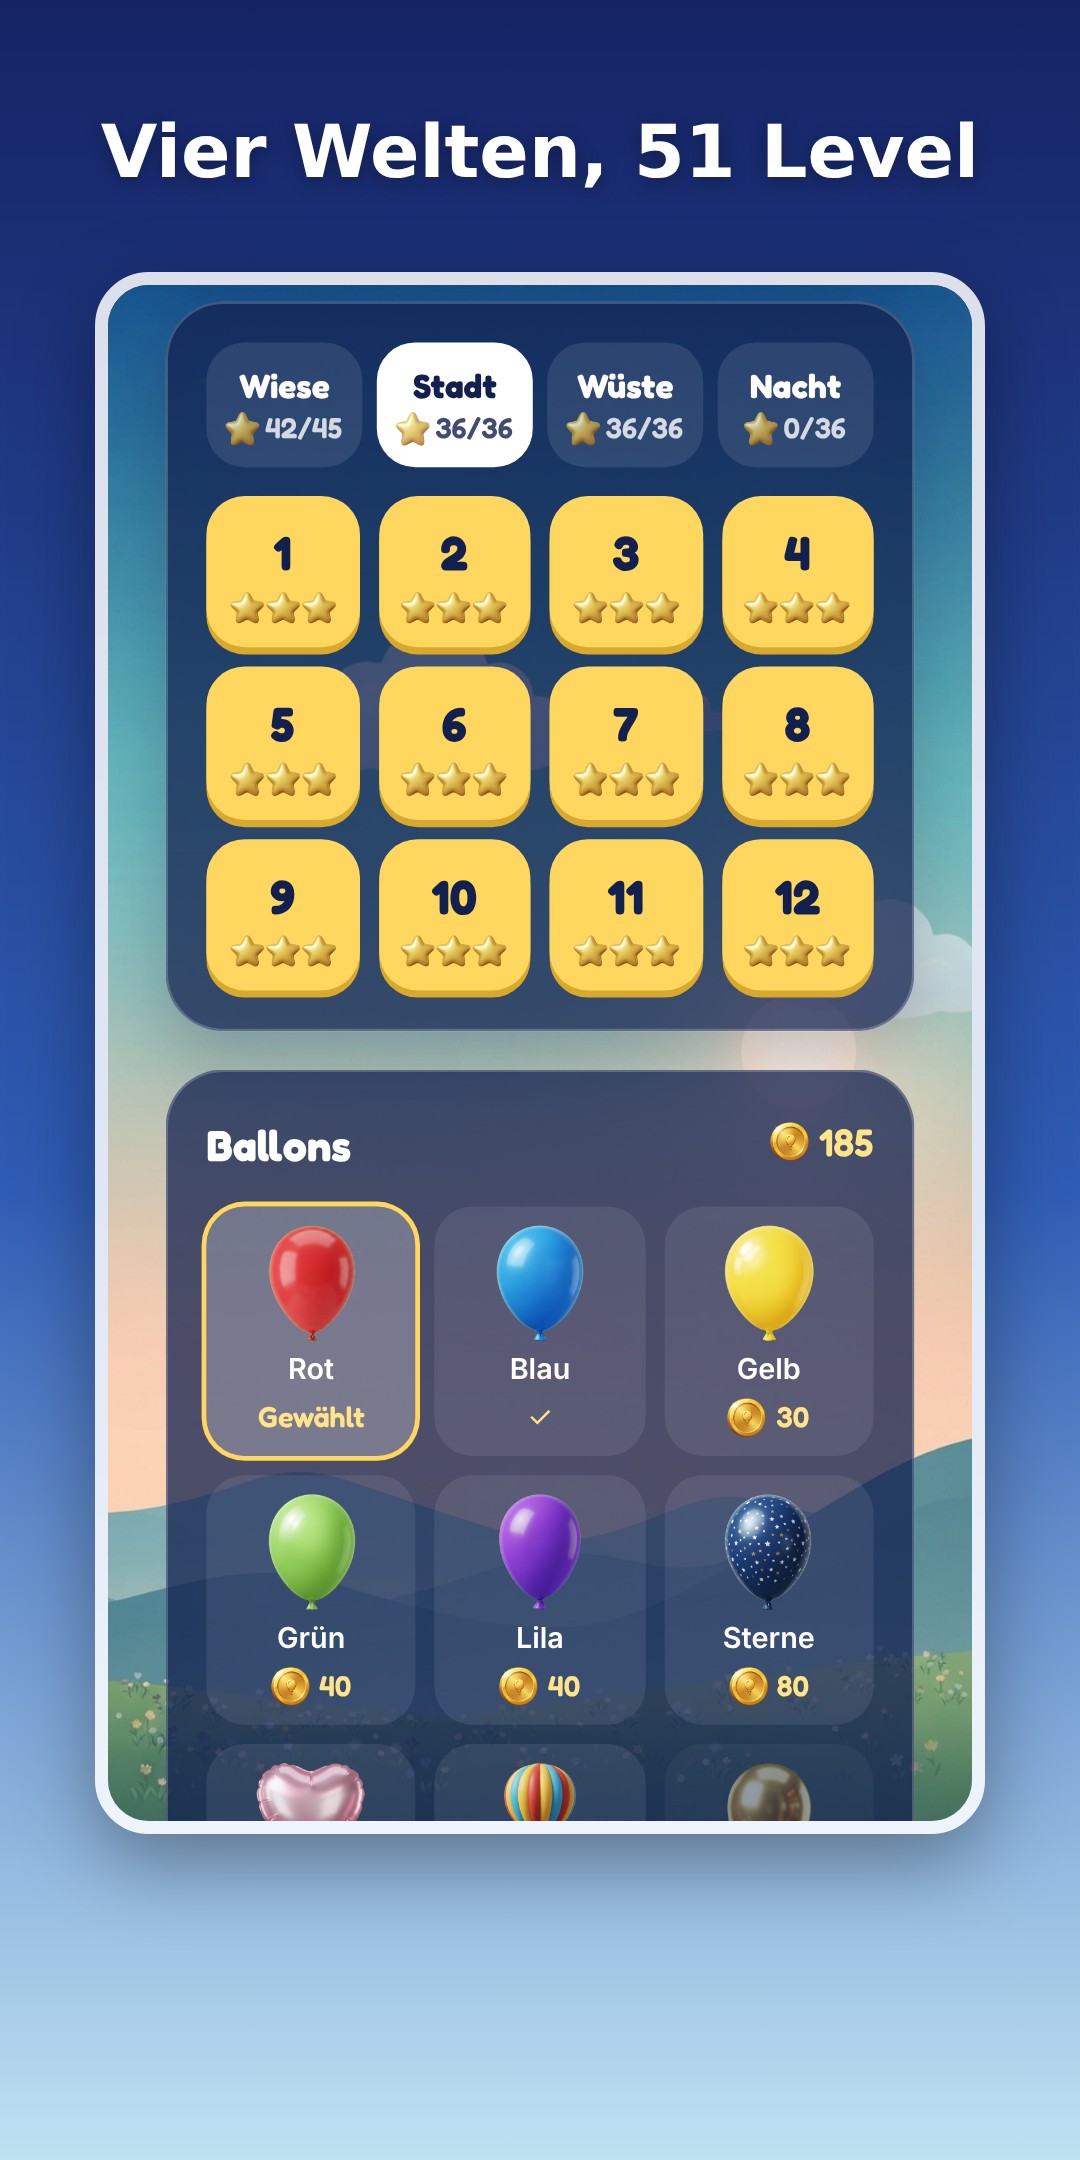 Vier Welten, 51 Level
Wiese Stadt Wüste Nacht
42/45 36/36 36/36 0/36
1 2 3 4
5 6 7 8
9 10 11 12
Ballons 185
Rot Blau Gelb
Gewählt ✓ 30
Grün Lila Sterne
40 40 80